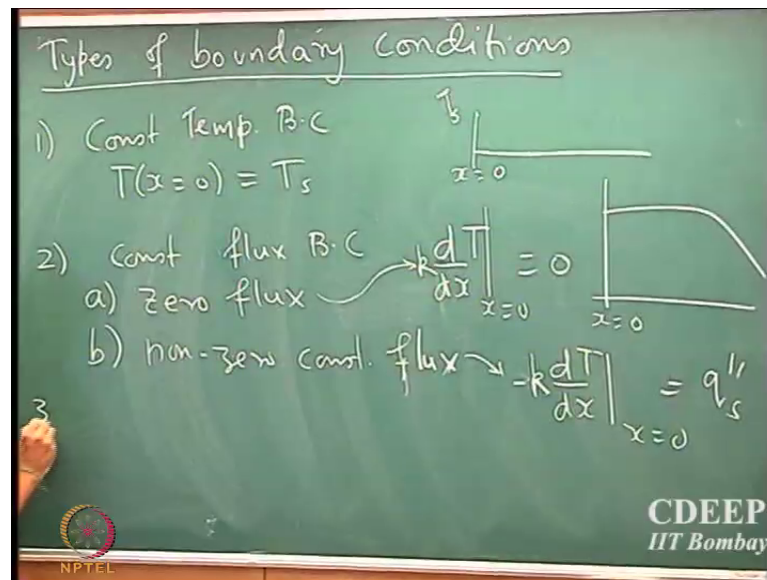 Types of boundary conditions
1) Const Temp. B.C
T(x=0) = Ts
Ts
x=0
2) Const flux B.C
a) zero flux → k dT/dx |x=0 = 0
x=0
b) non-zero const. flux → -k dT/dx |x=0 = q''s
3
NPTEL
CDEEP
IIT Bombay